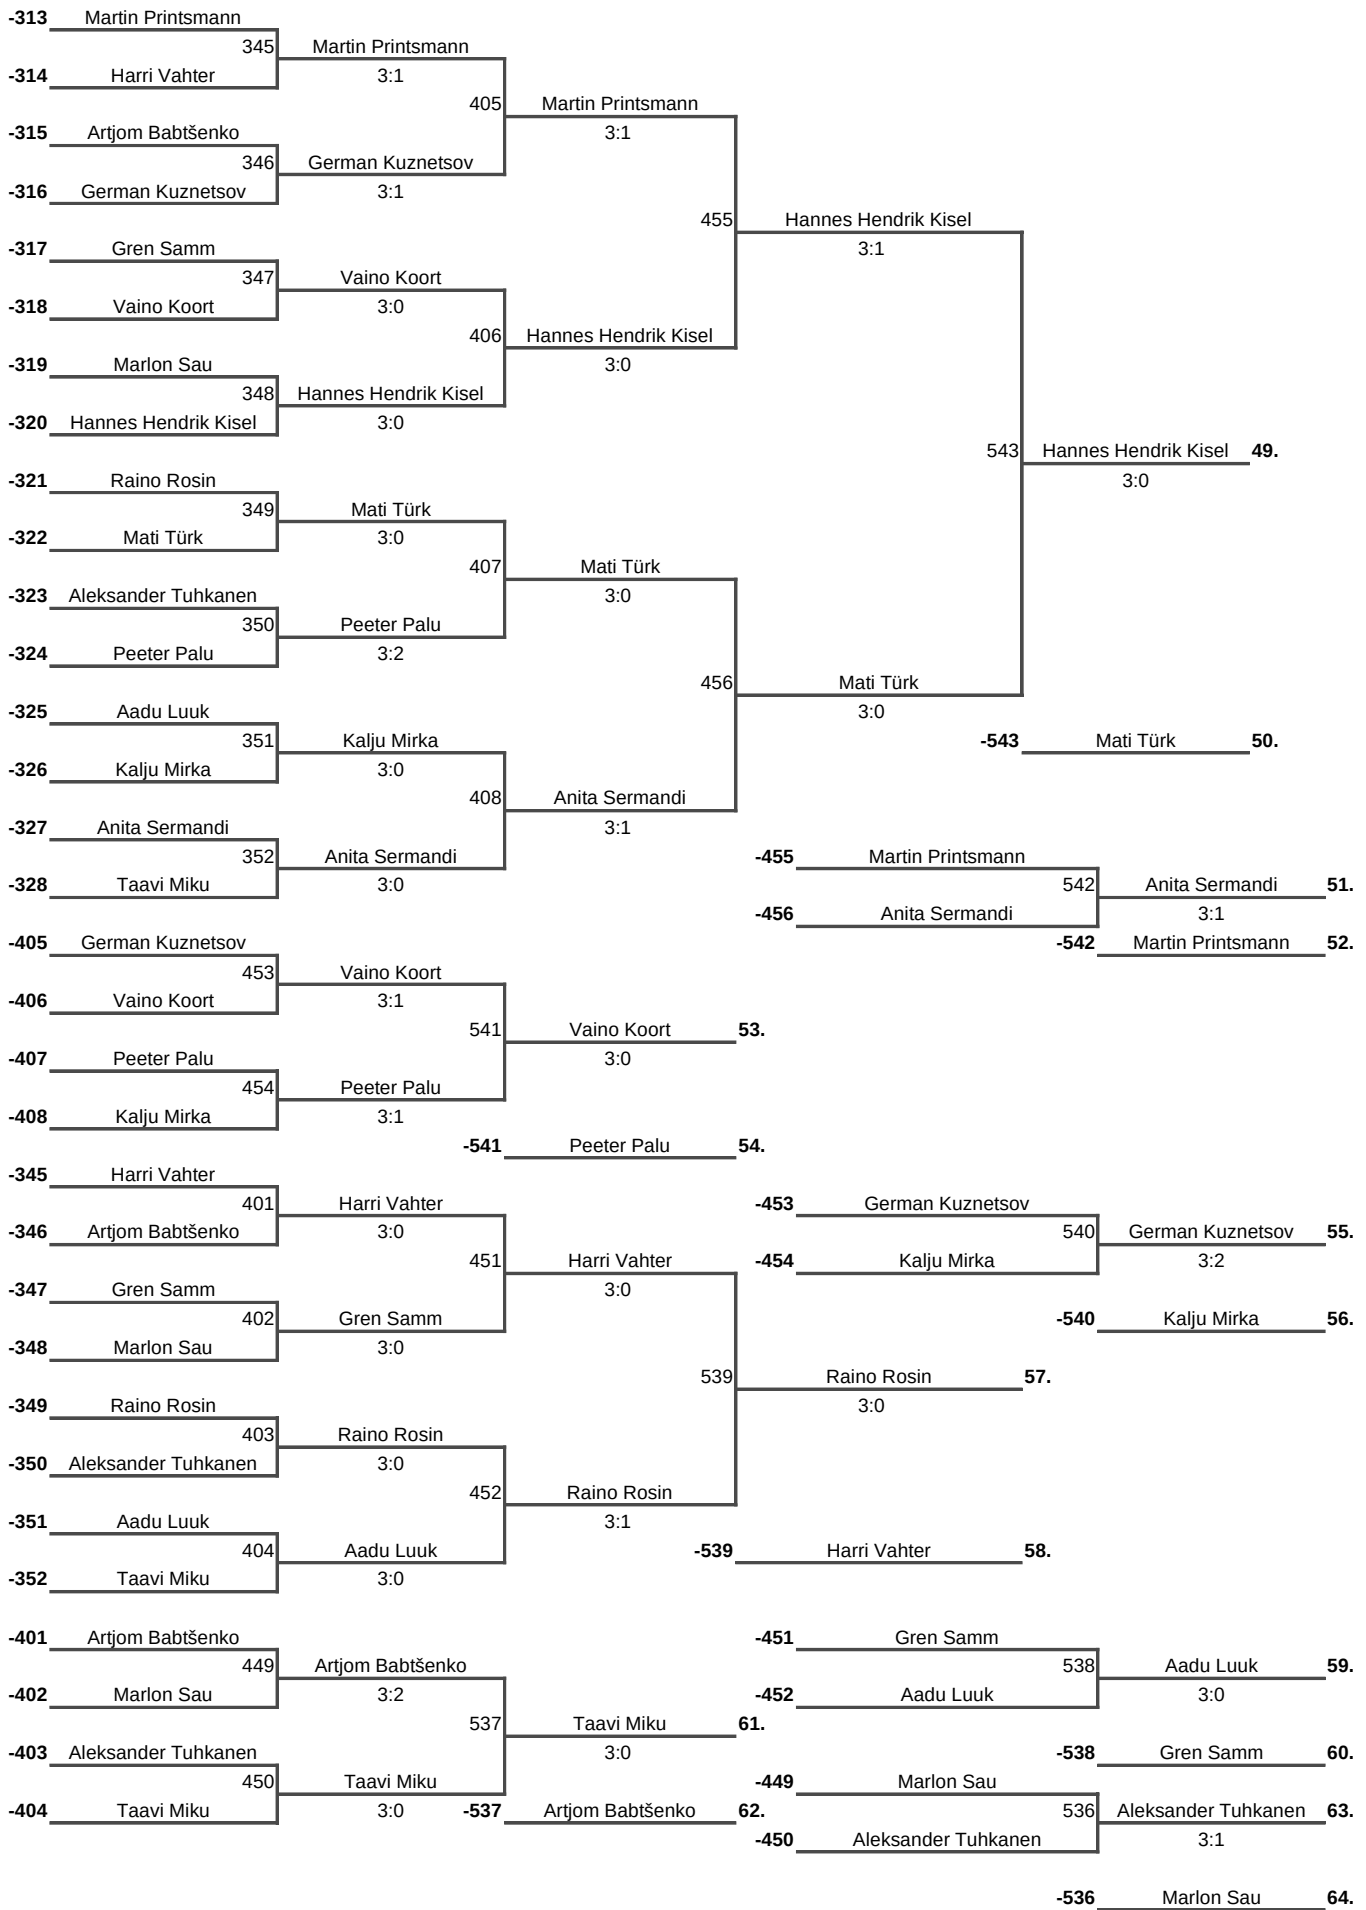 -313 Martin Printsmann
345 Martin Printsmann
-314 Harri Vahter 3:1
405 Martin Printsmann
-315 Artjom Babtšenko 3:1
346 German Kuznetsov
-316 German Kuznetsov 3:1
455 Hannes Hendrik Kisel
-317 Gren Samm 3:1
347 Vaino Koort
-318 Vaino Koort 3:0
406 Hannes Hendrik Kisel
-319 Marlon Sau 3:0
348 Hannes Hendrik Kisel
-320 Hannes Hendrik Kisel 3:0
543 Hannes Hendrik Kisel 49.
-321 Raino Rosin 3:0
349 Mati Türk
-322 Mati Türk 3:0
407 Mati Türk
-323 Aleksander Tuhkanen 3:0
350 Peeter Palu
-324 Peeter Palu 3:2
456 Mati Türk
-325 Aadu Luuk 3:0
351 Kalju Mirka -543 Mati Türk 50.
-326 Kalju Mirka 3:0
408 Anita Sermandi
-327 Anita Sermandi 3:1
352 Anita Sermandi -455 Martin Printsmann
-328 Taavi Miku 3:0 542 Anita Sermandi 51.
-456 Anita Sermandi 3:1
-405 German Kuznetsov -542 Martin Printsmann 52.
453 Vaino Koort
-406 Vaino Koort 3:1
541 Vaino Koort 53.
-407 Peeter Palu 3:0
454 Peeter Palu
-408 Kalju Mirka 3:1
-541 Peeter Palu 54.
-345 Harri Vahter
401 Harri Vahter -453 German Kuznetsov
-346 Artjom Babtšenko 3:0 540 German Kuznetsov 55.
451 Harri Vahter -454 Kalju Mirka 3:2
-347 Gren Samm 3:0
402 Gren Samm -540 Kalju Mirka 56.
-348 Marlon Sau 3:0
539 Raino Rosin 57.
-349 Raino Rosin 3:0
403 Raino Rosin
-350 Aleksander Tuhkanen 3:0
452 Raino Rosin
-351 Aadu Luuk 3:1
404 Aadu Luuk -539 Harri Vahter 58.
-352 Taavi Miku 3:0
-401 Artjom Babtšenko -451 Gren Samm
449 Artjom Babtšenko 538 Aadu Luuk 59.
-402 Marlon Sau 3:2 -452 Aadu Luuk 3:0
537 Taavi Miku 61.
-403 Aleksander Tuhkanen 3:0 -538 Gren Samm 60.
450 Taavi Miku -449 Marlon Sau
-404 Taavi Miku 3:0 -537 Artjom Babtšenko 62. 536 Aleksander Tuhkanen 63.
-450 Aleksander Tuhkanen 3:1
-536 Marlon Sau 64.